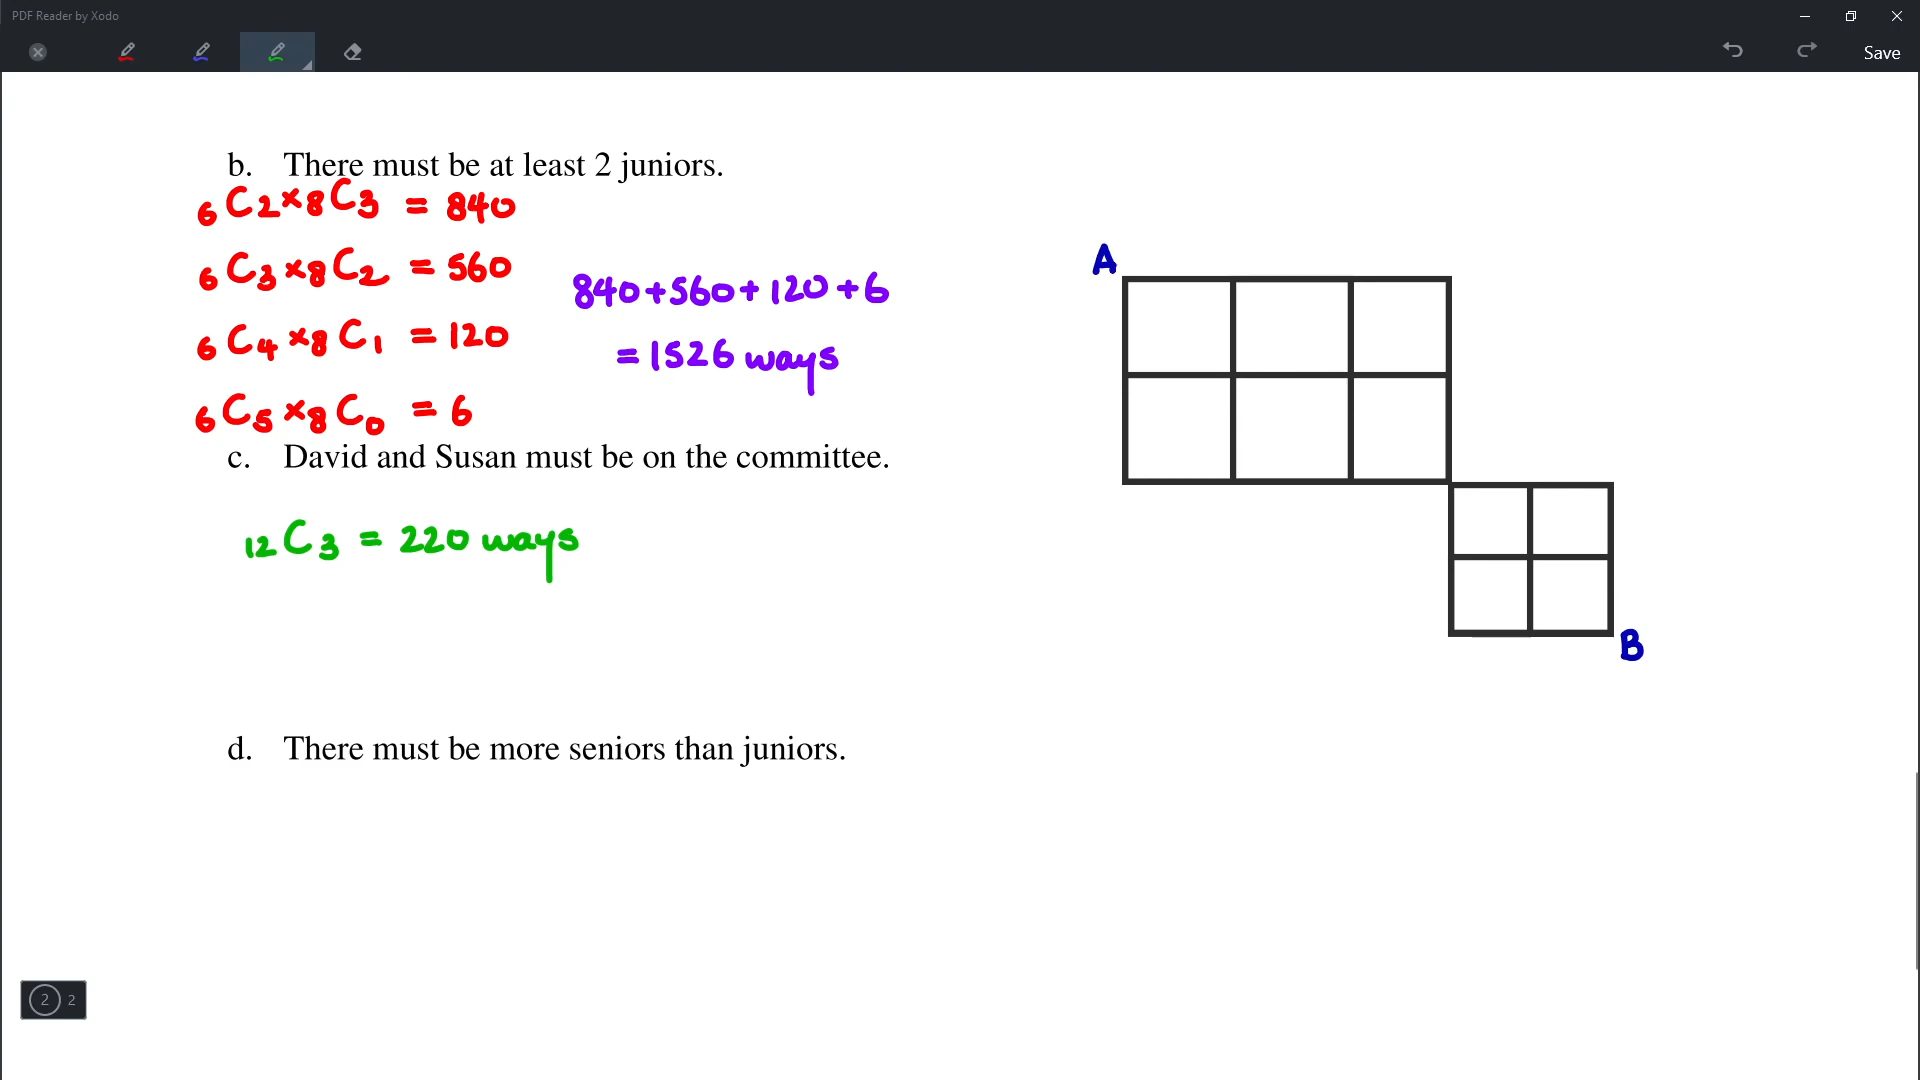 PDF Reader by Xodo
Save
b. There must be at least 2 juniors.
6C2×8C3 = 840
6C3×8C2 = 560
6C4×8C1 = 120
6C5×8C0 = 6
840+560+120+6
= 1526 ways
c. David and Susan must be on the committee.
12C3 = 220 ways
d. There must be more seniors than juniors.
A
B
2 2